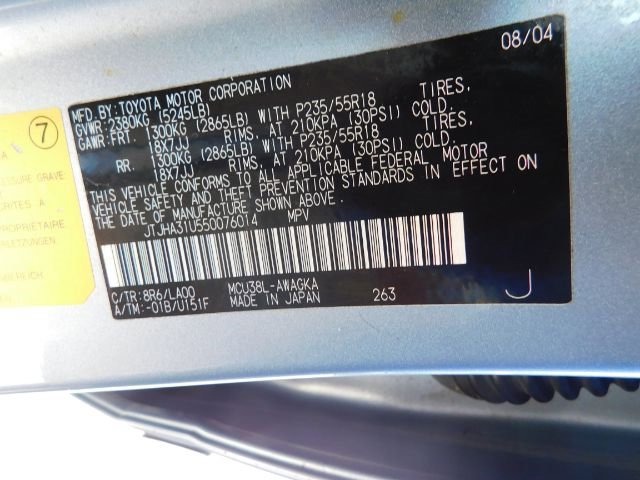 08/04
MFD.BY:TOYOTA MOTOR CORPORATION
GVWR:2380KG (5245LB)
GAWR:FRT 1300KG (2865LB) WITH P235/55R18 TIRES,
18X7JJ RIMS, AT 210KPA (30PSI) COLD.
RR 1300KG (2865LB) WITH P235/55R18 TIRES,
18X7JJ RIMS, AT 210KPA (30PSI) COLD.
THIS VEHICLE CONFORMS TO ALL APPLICABLE FEDERAL MOTOR
VEHICLE SAFETY AND THEFT PREVENTION STANDARDS IN EFFECT ON
THE DATE OF MANUFACTURE SHOWN ABOVE.
JTJHA31U550076014 MPV
C/TR:8R6/LA00 MCU38L-AWAGKA
A/TM:-01B/U151F MADE IN JAPAN 263 J
7
A
GRAVE
A